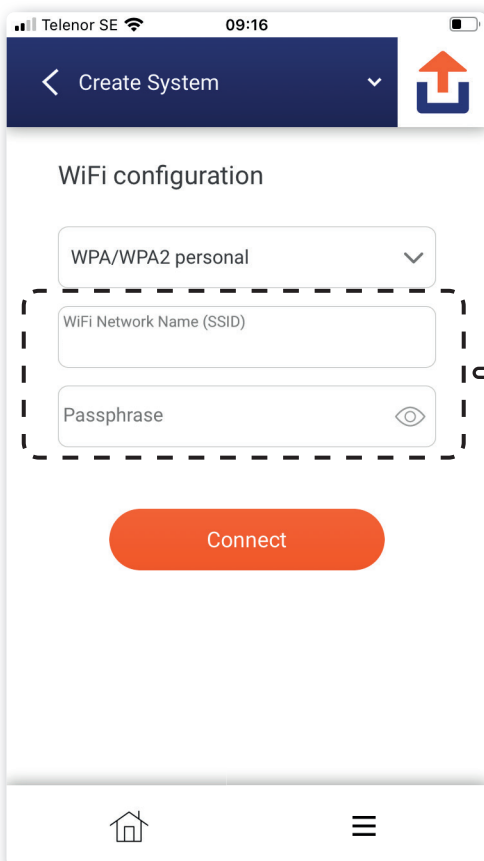 Telenor SE 09:16
Create System
WiFi configuration
WPA/WPA2 personal
WiFi Network Name (SSID)
Passphrase
Connect